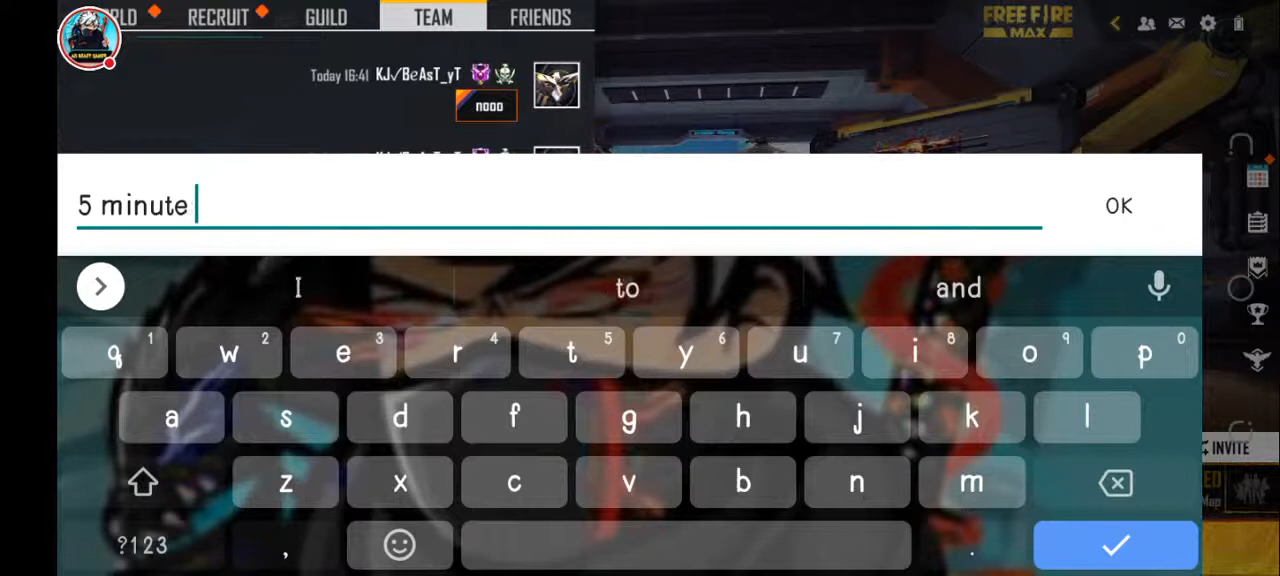 RECRUIT
GUILD
TEAM
FRIENDS
FREE FIRE
MAX
Today 16:41 KJ√BeAsT_yT
nooo
5 minute
OK
I
to
and
q 1 w 2 e 3 r 4 t 5 y 6 u 7 i 8 o 9 p 0
a s d f g h j k l
z x c v b n m
INVITE
?123 , .